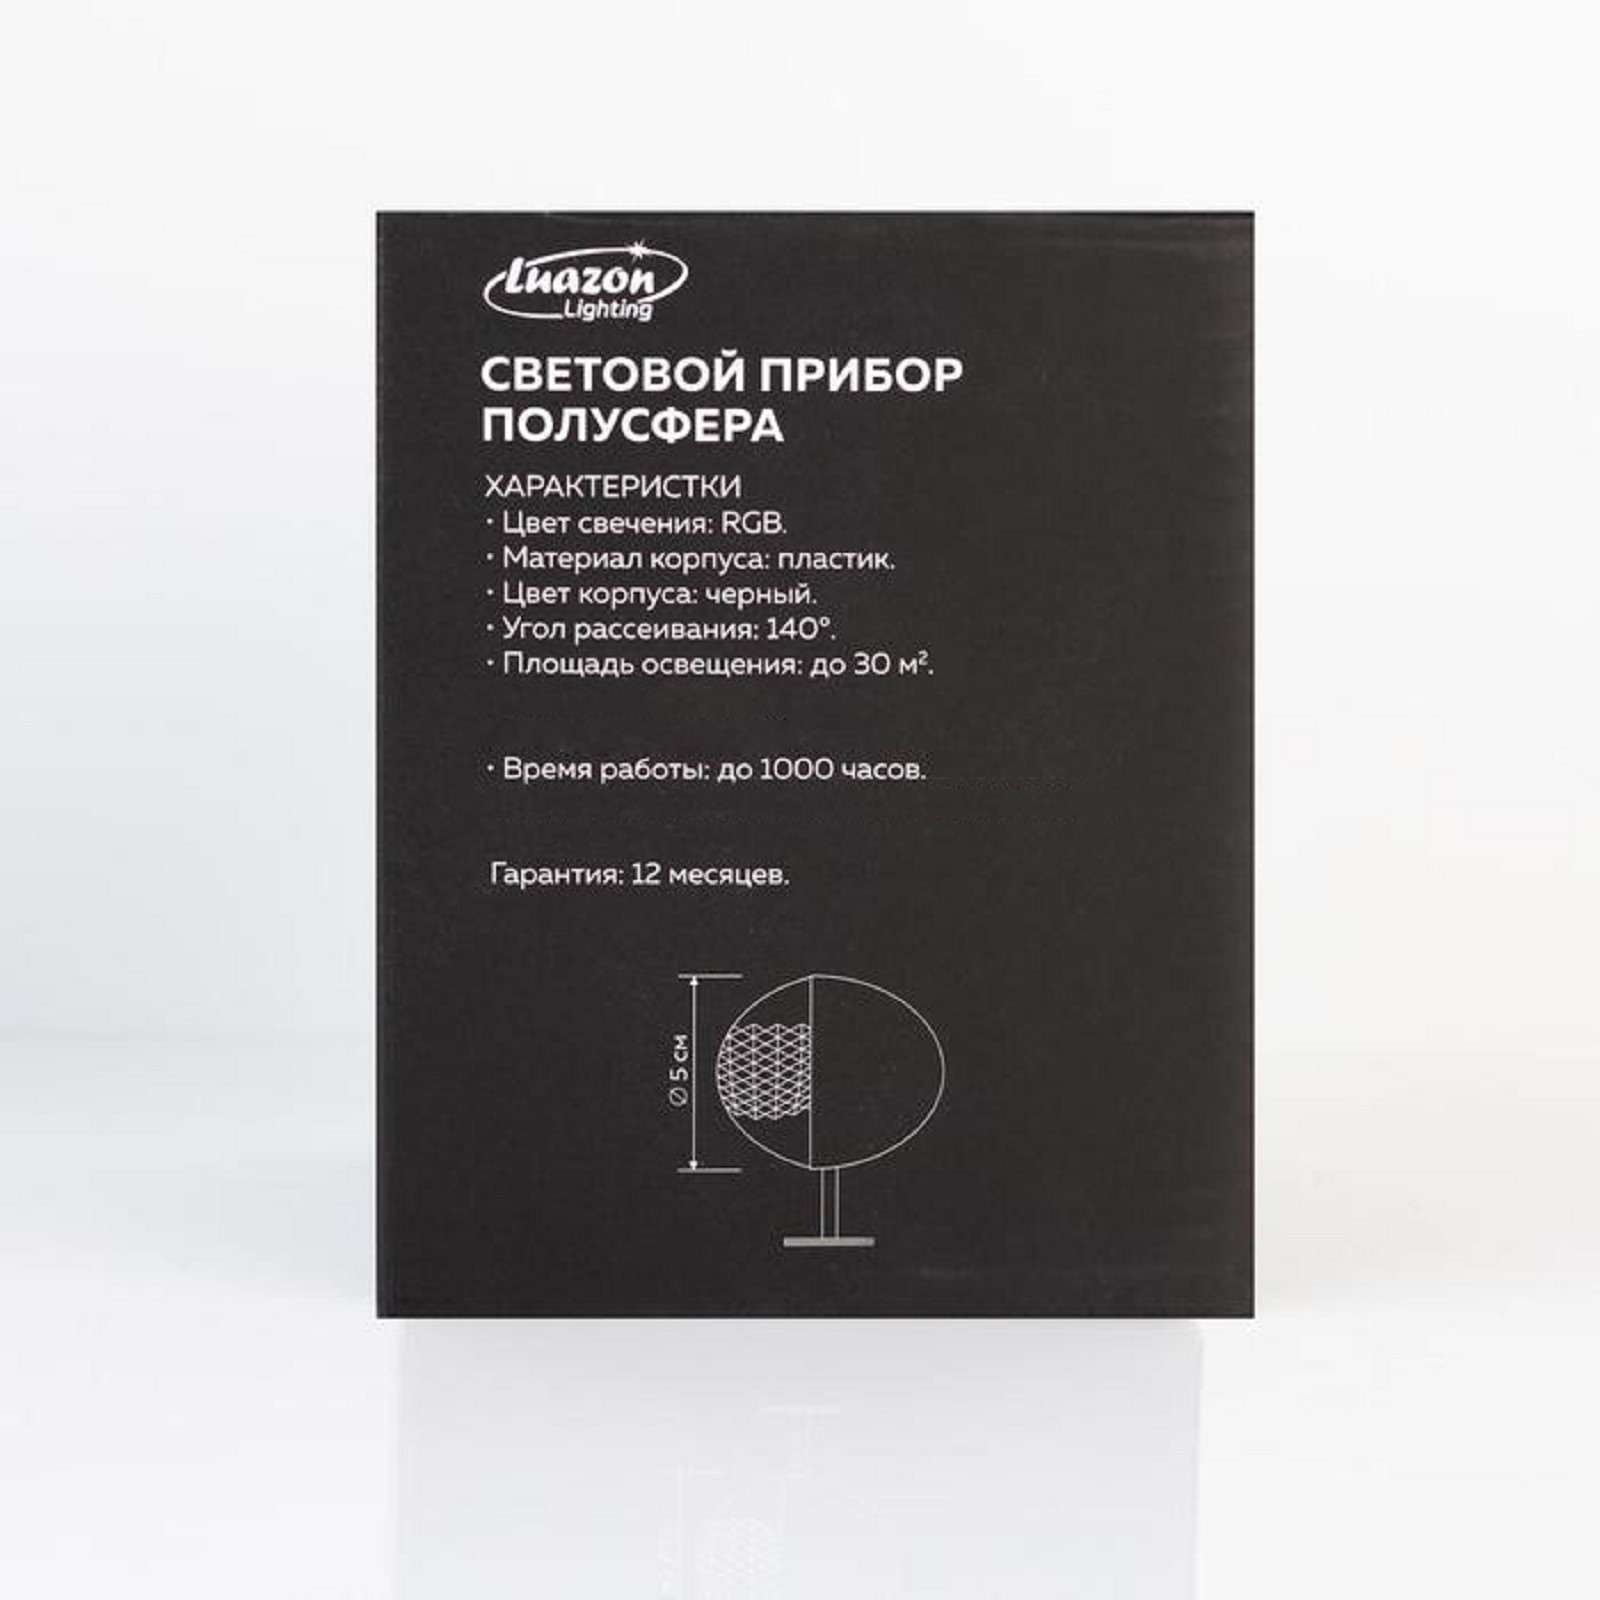 Luazon
Lighting
СВЕТОВОЙ ПРИБОР
ПОЛУСФЕРА
ХАРАКТЕРИСТКИ
• Цвет свечения: RGB.
• Материал корпуса: пластик.
• Цвет корпуса: черный.
• Угол рассеивания: 140°.
• Площадь освещения: до 30 м².
• Время работы: до 1000 часов.
Гарантия: 12 месяцев.
∅ 5 см